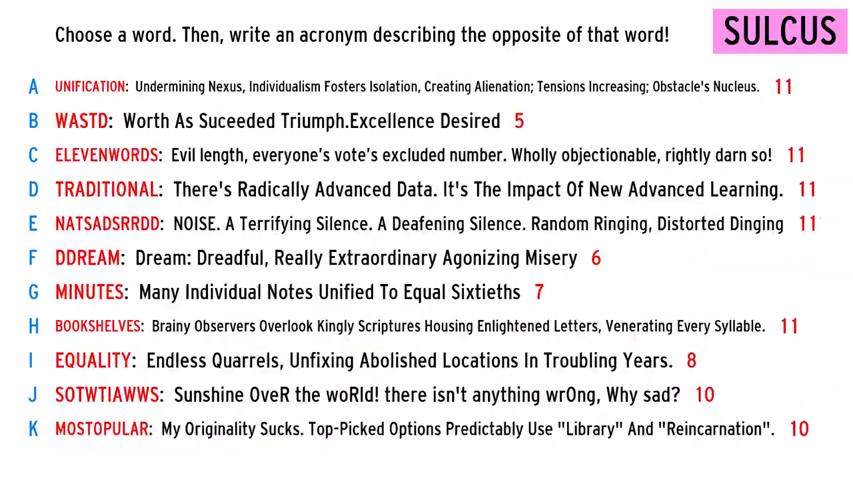 Choose a word. Then, write an acronym describing the opposite of that word!
SULCUS
A UNIFICATION: Undermining Nexus, Individualism Fosters Isolation, Creating Alienation; Tensions Increasing; Obstacle's Nucleus. 11
B WASTD: Worth As Suceeded Triumph.Excellence Desired 5
C ELEVENWORDS: Evil length, everyone's vote's excluded number. Wholly objectionable, rightly darn so! 11
D TRADITIONAL: There's Radically Advanced Data. It's The Impact Of New Advanced Learning. 11
E NATSADSRRDD: NOISE. A Terrifying Silence. A Deafening Silence. Random Ringing, Distorted Dinging 11
F DDREAM: Dream: Dreadful, Really Extraordinary Agonizing Misery 6
G MINUTES: Many Individual Notes Unified To Equal Sixtieths 7
H BOOKSHELVES: Brainy Observers Overlook Kingly Scriptures Housing Enlightened Letters, Venerating Every Syllable. 11
I EQUALITY: Endless Quarrels, Unfixing Abolished Locations In Troubling Years. 8
J SOTWTIAWWS: Sunshine OveR the woRld! there isn't anything wrOng, Why sad? 10
K MOSTOPULAR: My Originality Sucks. Top-Picked Options Predictably Use "Library" And "Reincarnation". 10